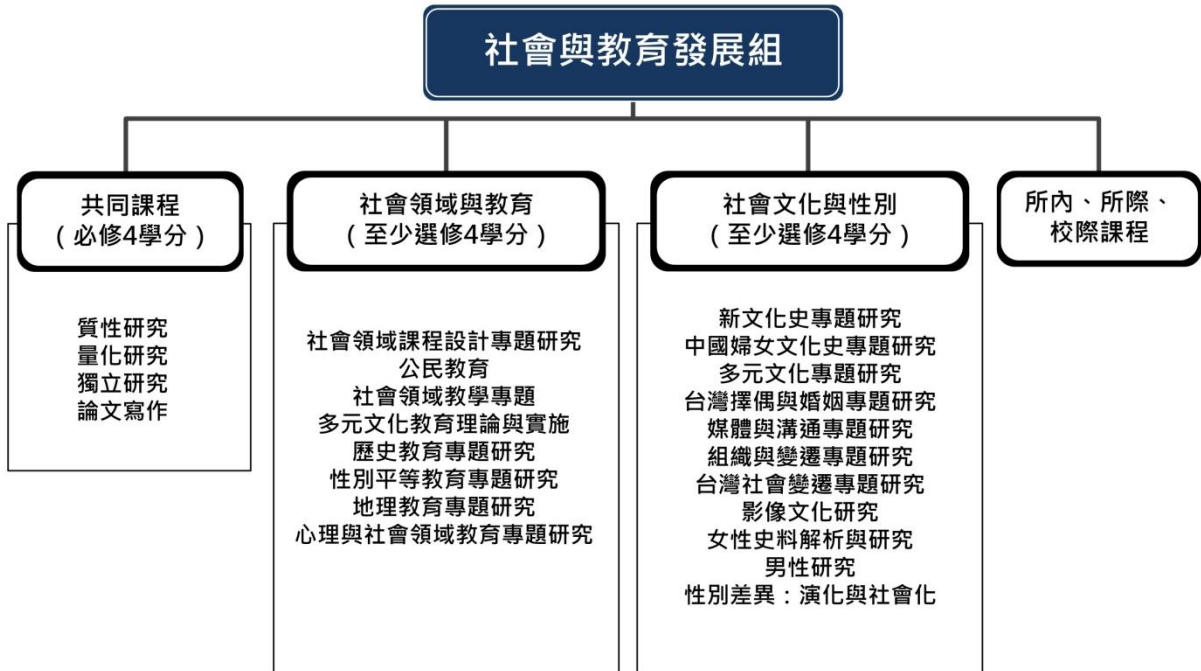 社會與教育發展組
共同課程
（必修4學分）
質性研究
量化研究
獨立研究
論文寫作
社會領域與教育
（至少選修4學分）
社會領域課程設計專題研究
公民教育
社會領域教學專題
多元文化教育理論與實施
歷史教育專題研究
性別平等教育專題研究
地理教育專題研究
心理與社會領域教育專題研究
社會文化與性別
（至少選修4學分）
新文化史專題研究
中國婦女文化史專題研究
多元文化專題研究
台灣擇偶與婚姻專題研究
媒體與溝通專題研究
組織與變遷專題研究
台灣社會變遷專題研究
影像文化研究
女性史料解析與研究
男性研究
性別差異：演化與社會化
所內、所際、
校際課程